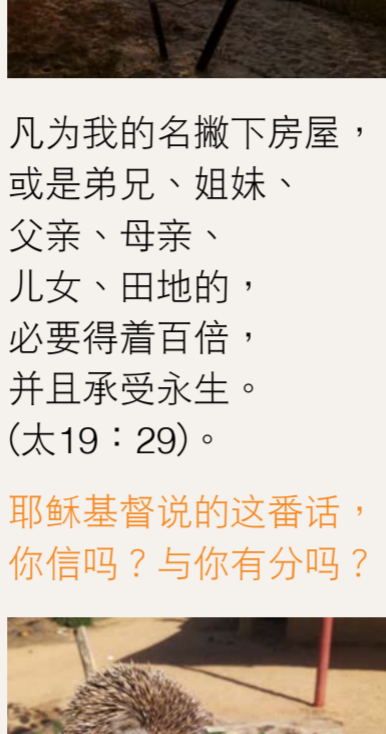 凡为我的名撇下房屋，
或是弟兄、姐妹、
父亲、母亲、
儿女、田地的，
必要得着百倍，
并且承受永生。
(太19：29)。
耶稣基督说的这番话，
你信吗？与你有分吗？